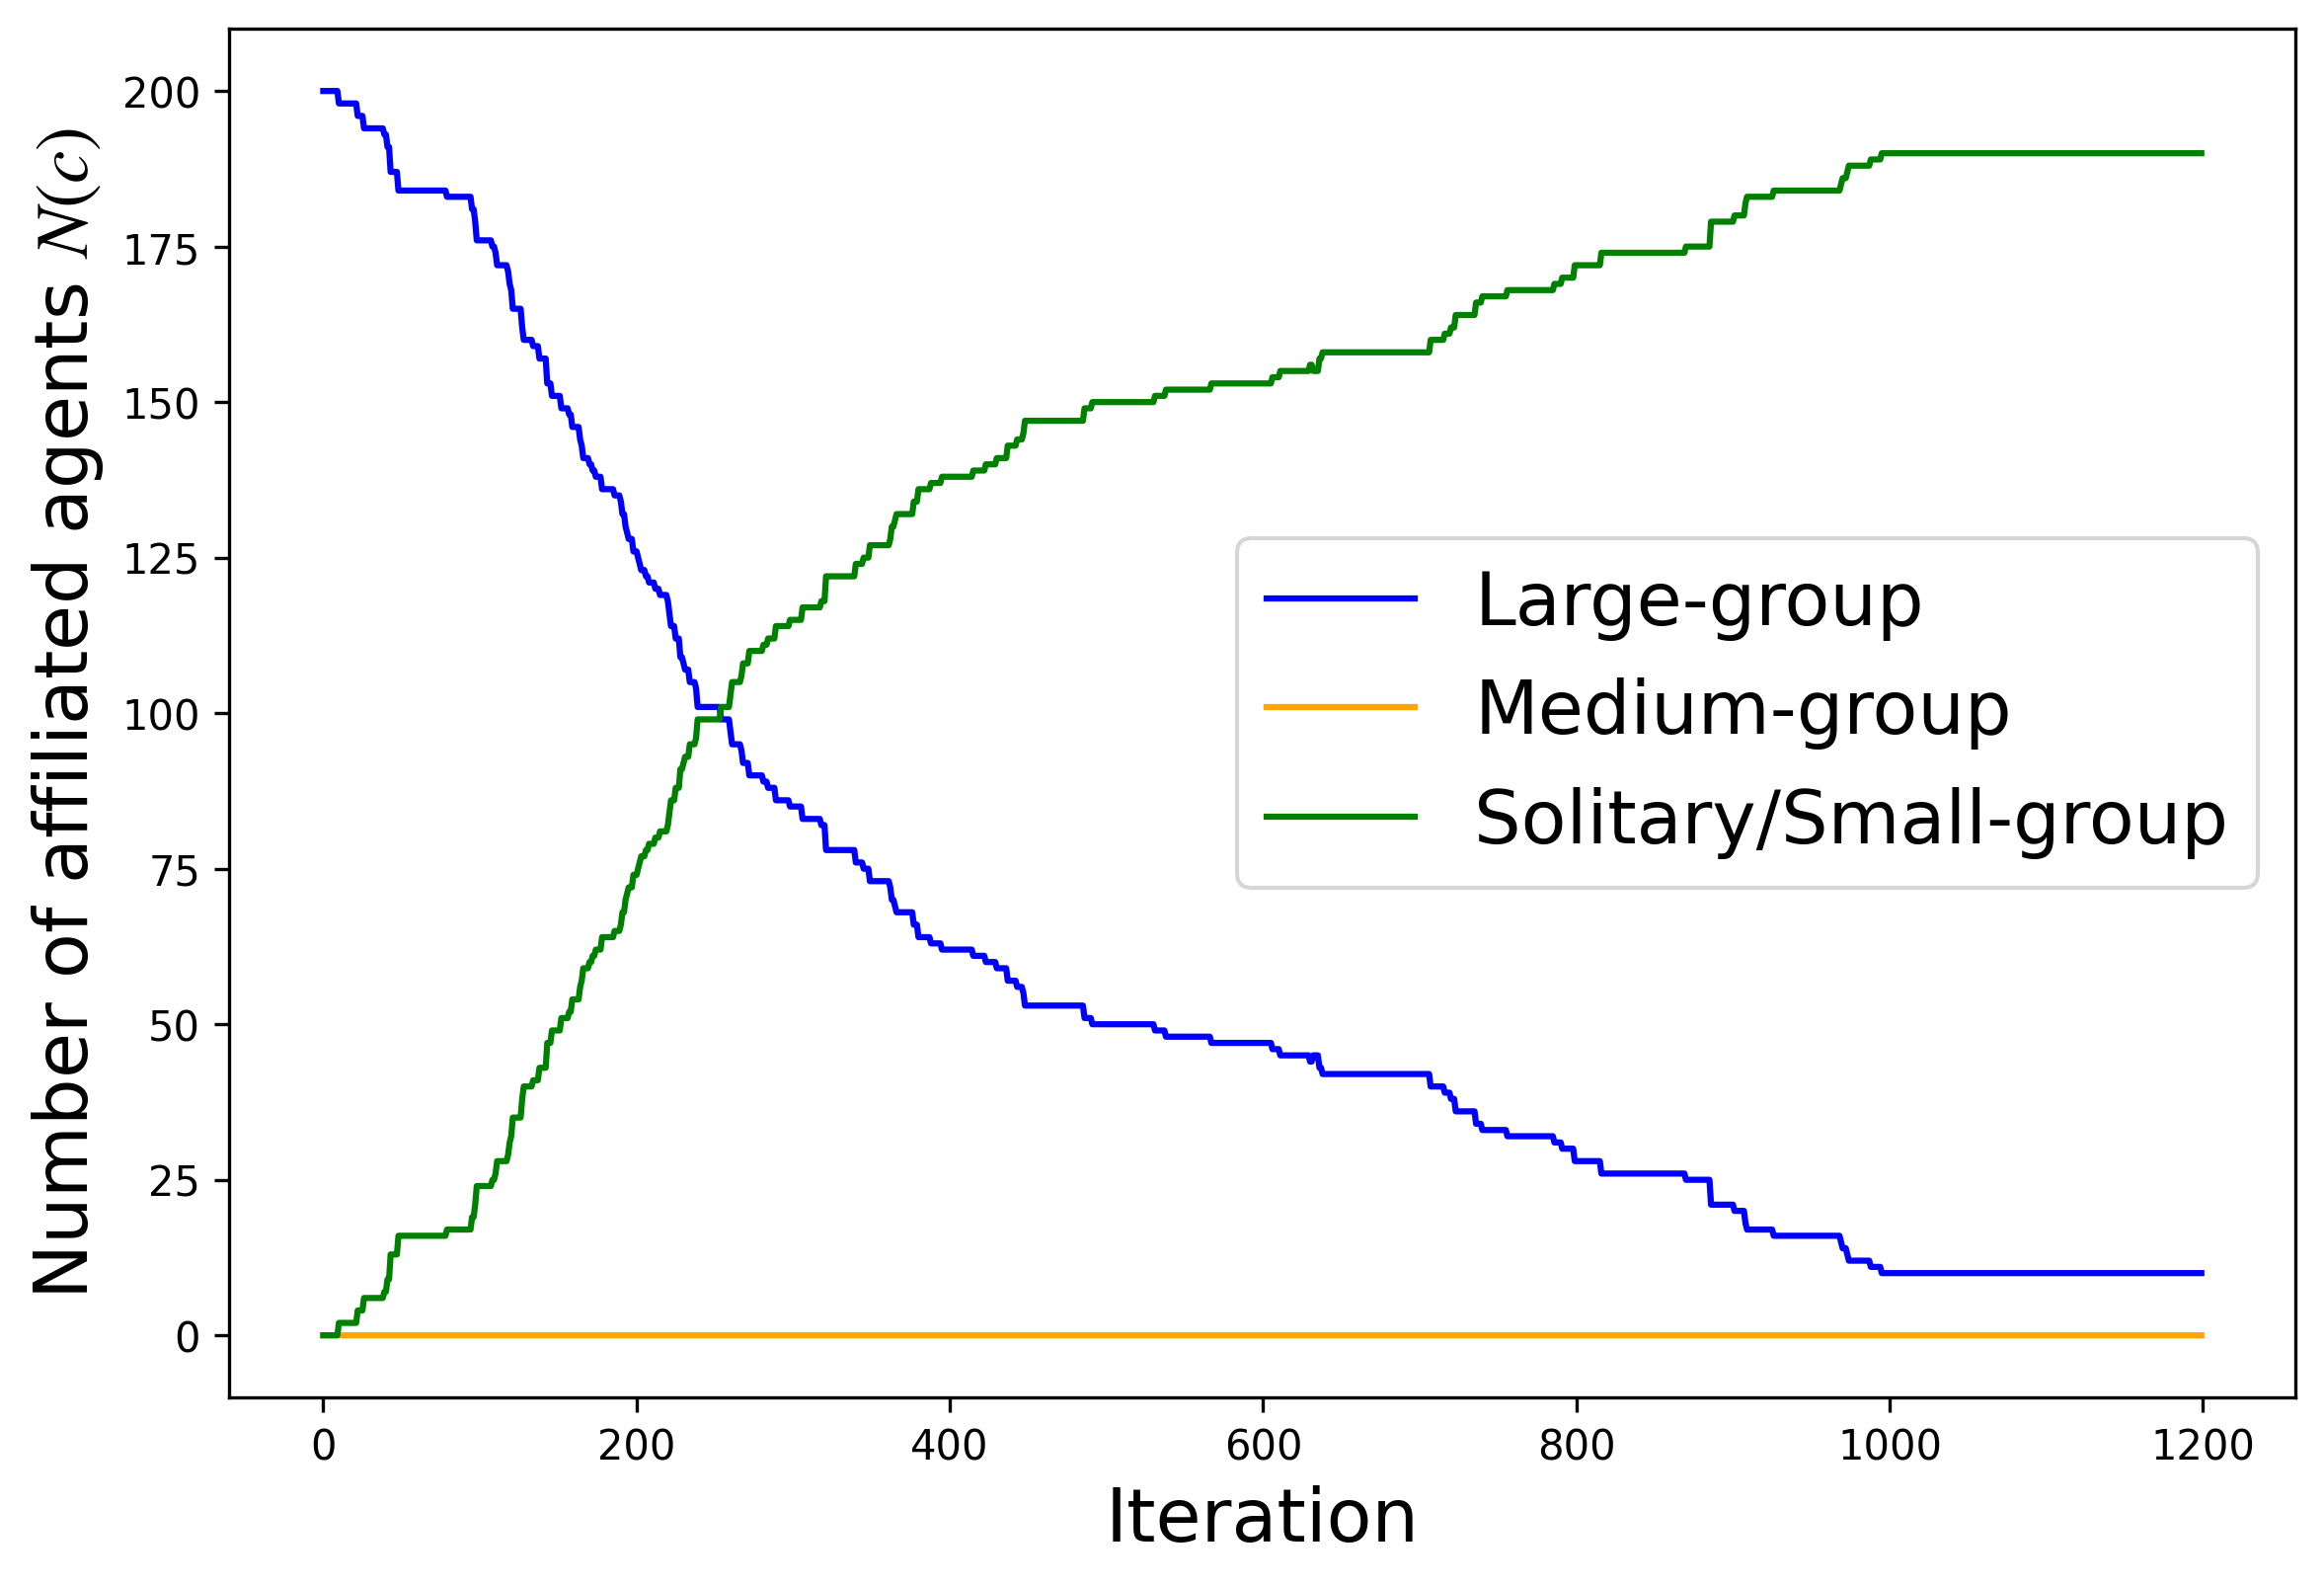 Number of affiliated agents N(c)
200
175
150
125
100
75
50
25
0
Large-group
Medium-group
Solitary/Small-group
0 200 400 600 800 1000 1200
Iteration